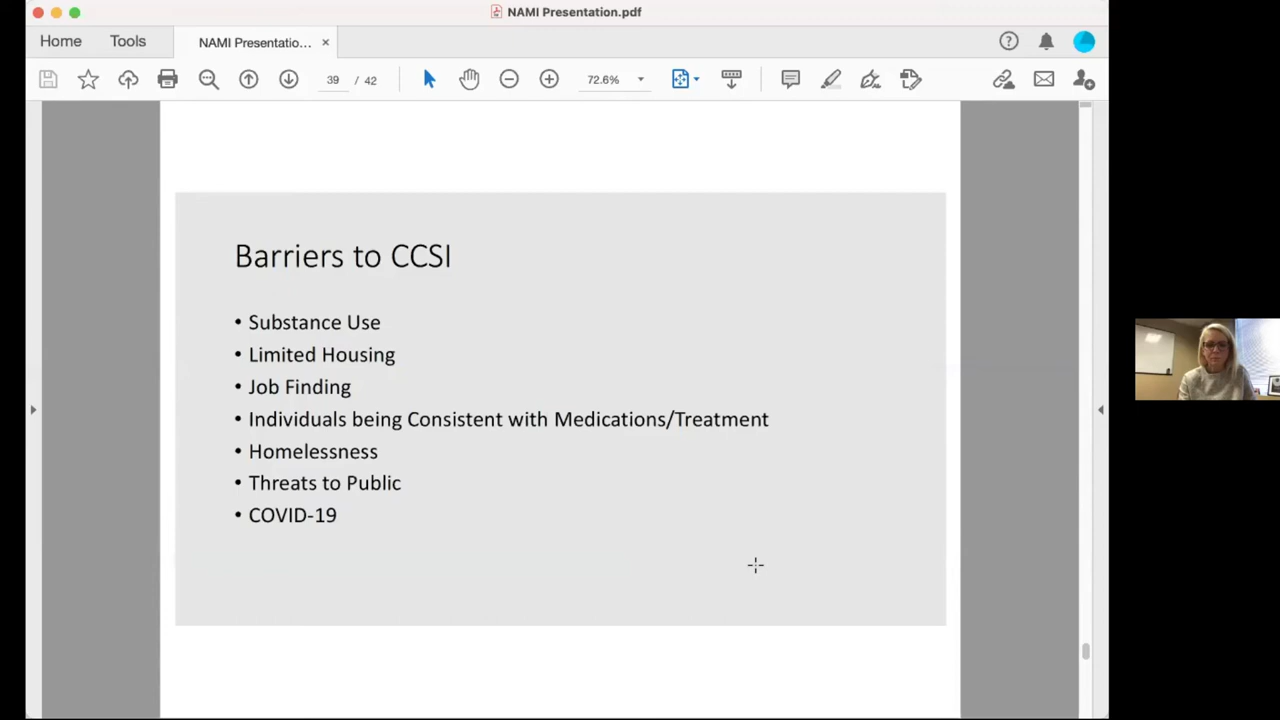 NAMI Presentation.pdf
Home
Tools
NAMI Presentatio...
39 / 42
72.6%
Barriers to CCSI
• Substance Use
• Limited Housing
• Job Finding
• Individuals being Consistent with Medications/Treatment
• Homelessness
• Threats to Public
• COVID-19